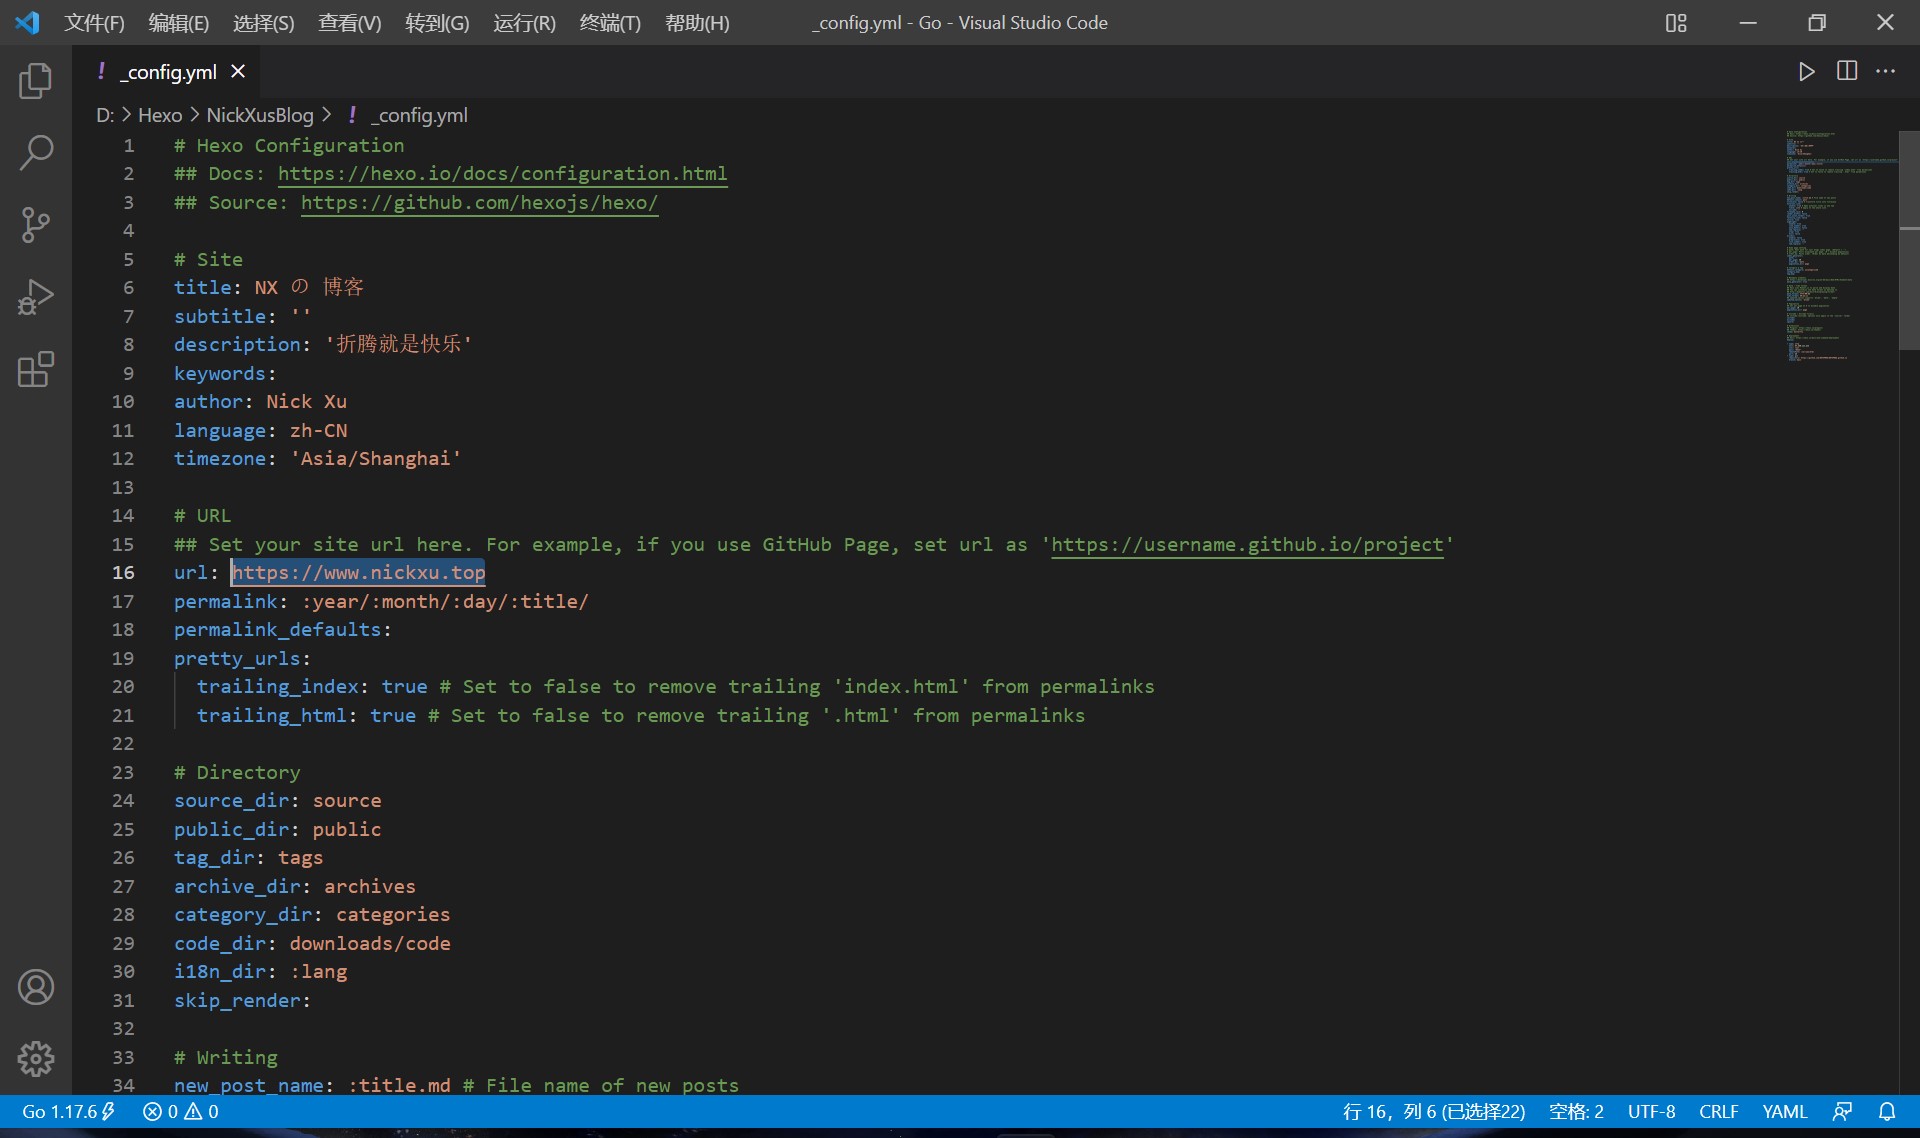 文件(F) 编辑(E) 选择(S) 查看(V) 转到(G) 运行(R) 终端(T) 帮助(H) _config.yml - Go - Visual Studio Code
! _config.yml
D: > Hexo > NickXusBlog > ! _config.yml
1 # Hexo Configuration
2 ## Docs: https://hexo.io/docs/configuration.html
3 ## Source: https://github.com/hexojs/hexo/
4
5 # Site
6 title: NX の 博客
7 subtitle: ''
8 description: '折腾就是快乐'
9 keywords:
10 author: Nick Xu
11 language: zh-CN
12 timezone: 'Asia/Shanghai'
13
14 # URL
15 ## Set your site url here. For example, if you use GitHub Page, set url as 'https://username.github.io/project'
16 url: https://www.nickxu.top
17 permalink: :year/:month/:day/:title/
18 permalink_defaults:
19 pretty_urls:
20   trailing_index: true # Set to false to remove trailing 'index.html' from permalinks
21   trailing_html: true # Set to false to remove trailing '.html' from permalinks
22
23 # Directory
24 source_dir: source
25 public_dir: public
26 tag_dir: tags
27 archive_dir: archives
28 category_dir: categories
29 code_dir: downloads/code
30 i18n_dir: :lang
31 skip_render:
32
33 # Writing
34 new_post_name: :title.md # File name of new posts
Go 1.17.6 0 0 行 16，列 6 (已选择22) 空格: 2 UTF-8 CRLF YAML